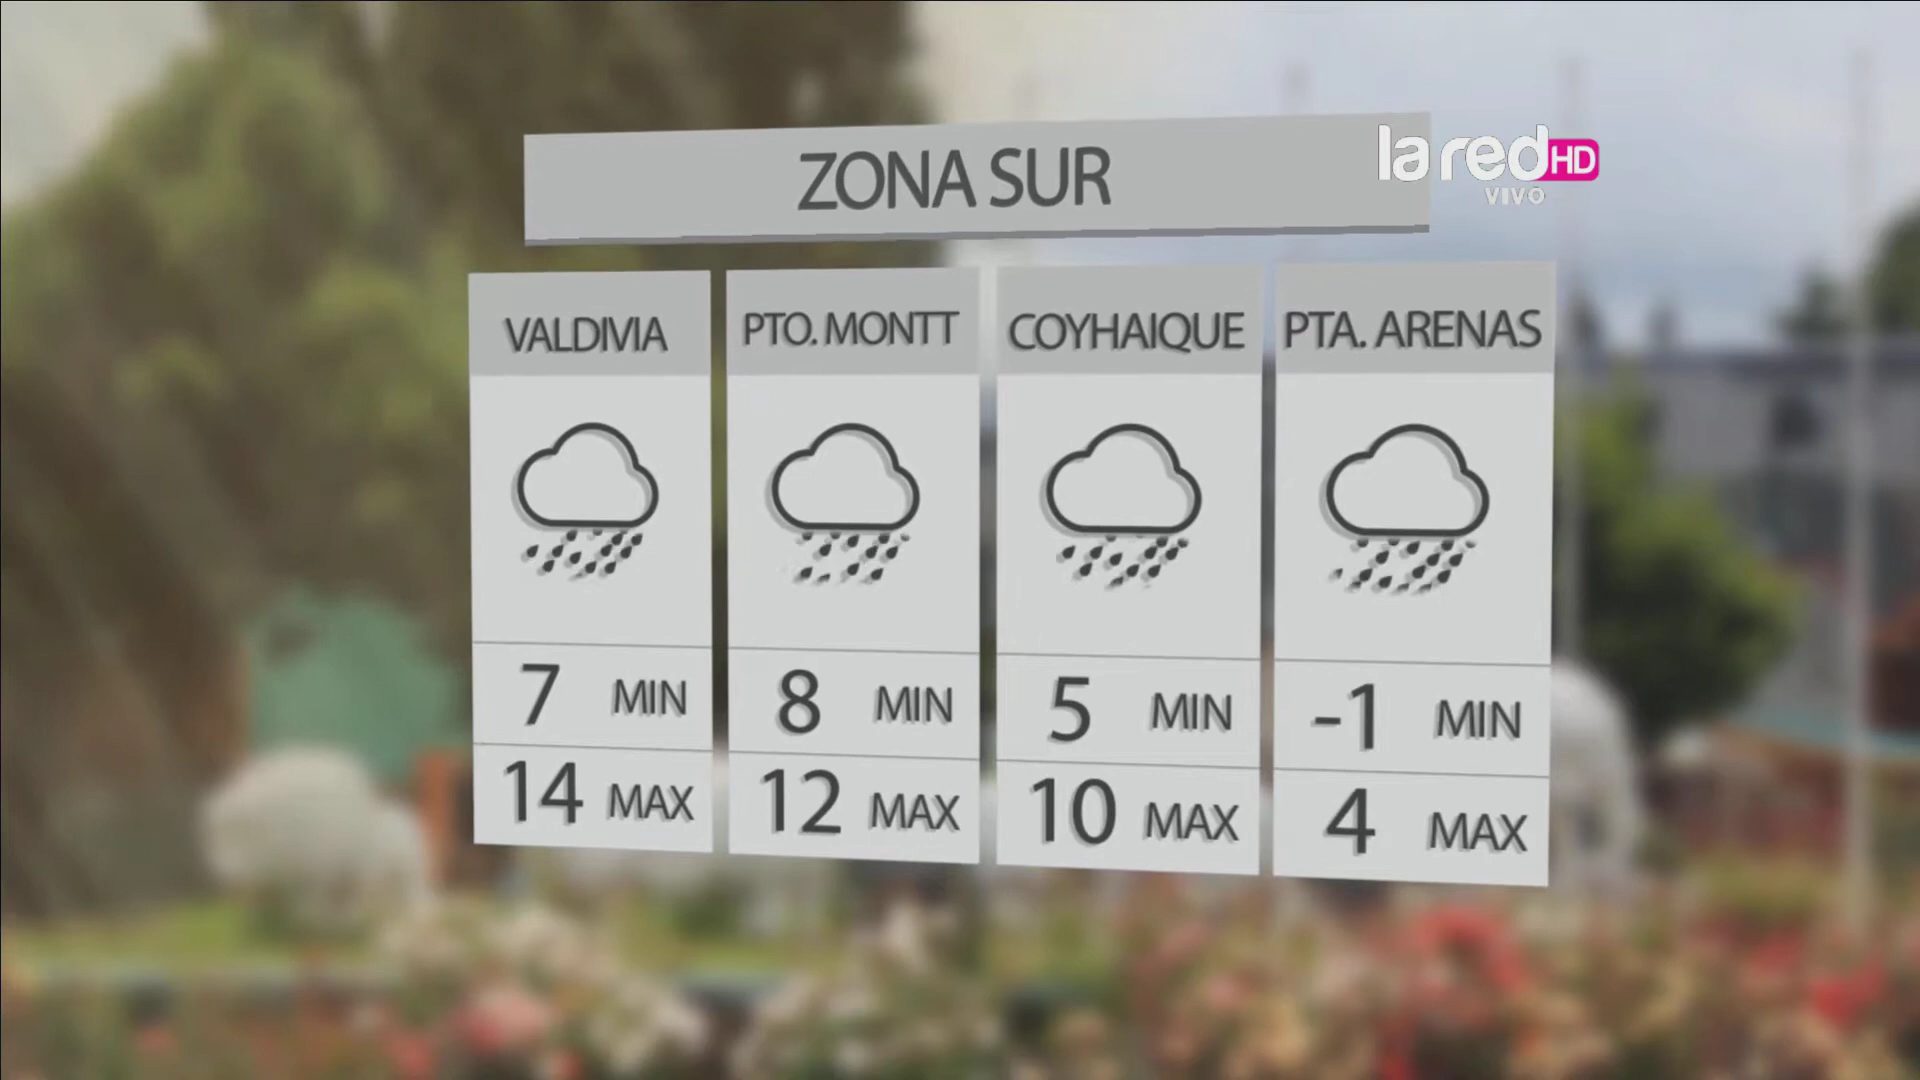 ZONA SUR
la red HD
VIVO
VALDIVIA
7 MIN
14 MAX
PTO. MONTT
8 MIN
12 MAX
COYHAIQUE
5 MIN
10 MAX
PTA. ARENAS
-1 MIN
4 MAX